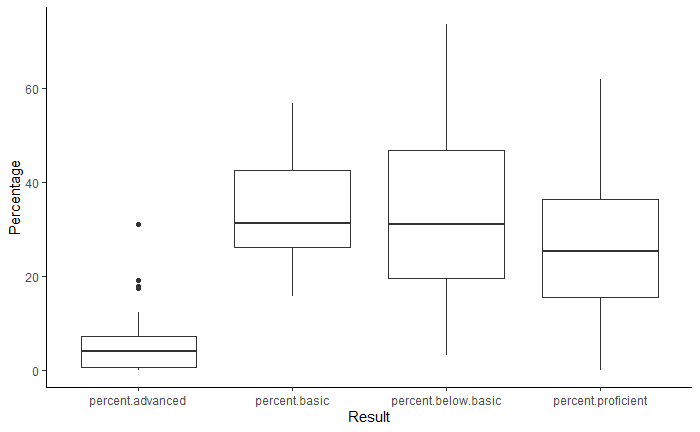 Percentage
60
40
20
0
percent.advanced percent.basic percent.below.basic percent.proficient
Result